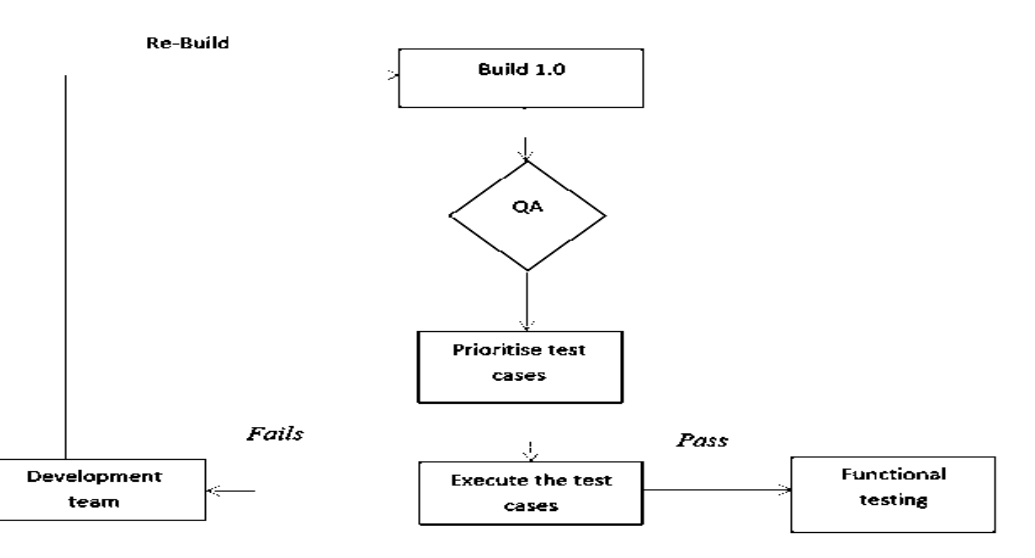 Re-Build
Build 1.0
QA
Prioritise test
cases
Fails
Pass
Development
team
Execute the test
cases
Functional
testing